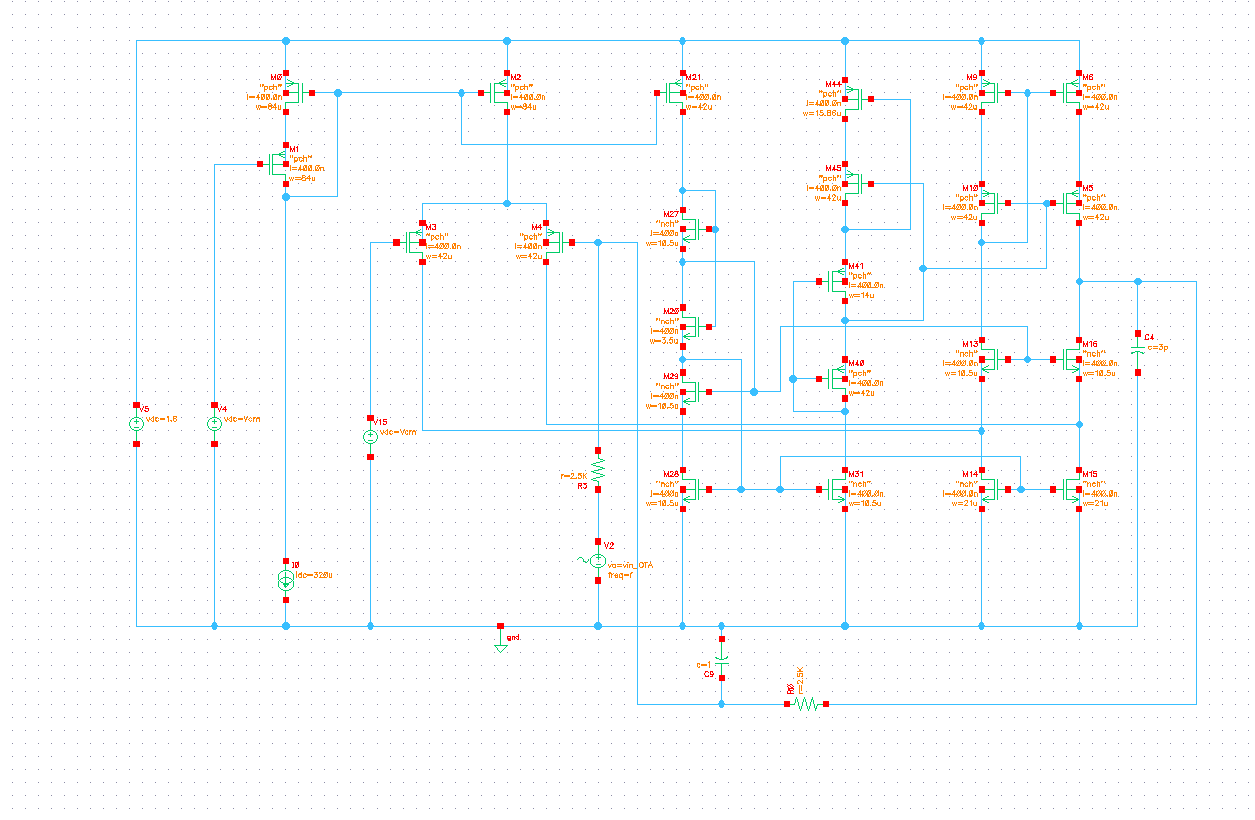 M0
"pch"
l=400.0n
w=84u
M2
"pch"
l=400.0n
w=84u
M21
"pch"
l=400.0n
w=42u
M44
"pch"
l=400.0n
w=15.88u
M9
"pch"
l=400.0n
w=42u
M6
"pch"
l=400.0n
w=42u
M1
"pch"
l=400.0n
w=84u
M45
"pch"
l=400.0n
w=42u
M10
"pch"
l=400.0n
w=42u
M5
"pch"
l=400.0n
w=42u
M3
"pch"
l=400.0n
w=42u
M4
"pch"
l=400n
w=42u
M27
"nch"
l=400n
w=10.5u
M41
"pch"
l=400.0n
w=14u
"nch"
l=400n
w=3.5u
M13
"nch"
l=400.0n
w=10.5u
M16
"nch"
l=400.0n
w=10.5u
C4
c=3p
M29
"nch"
l=400n
w=10.5u
M40
"pch"
l=400.0n
w=42u
V5
vdc=1.8
V4
vdc=Vcm
V15
vdc=Vcm
r=2.5K
R3
M28
"nch"
l=400n
w=10.5u
M31
"nch"
l=400.0n
w=10.5u
M14
"nch"
l=400.0n
w=21u
M15
"nch"
l=400.0n
w=21u
V2
va=vin_OTA
freq=f
I0
idc=320u
gnd
c=1
C9
R0
r=2.5K